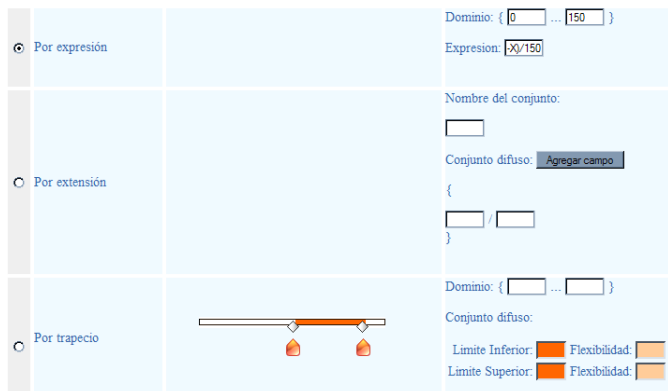 Dominio: { 0 ... 150 }
Por expresión
Expresion: -X)/150
Nombre del conjunto:
Conjunto difuso: Agregar campo
Por extensión
{
/
}
Dominio: { ... }
Conjunto difuso:
Por trapecio
Limite Inferior: Flexibilidad:
Limite Superior: Flexibilidad: